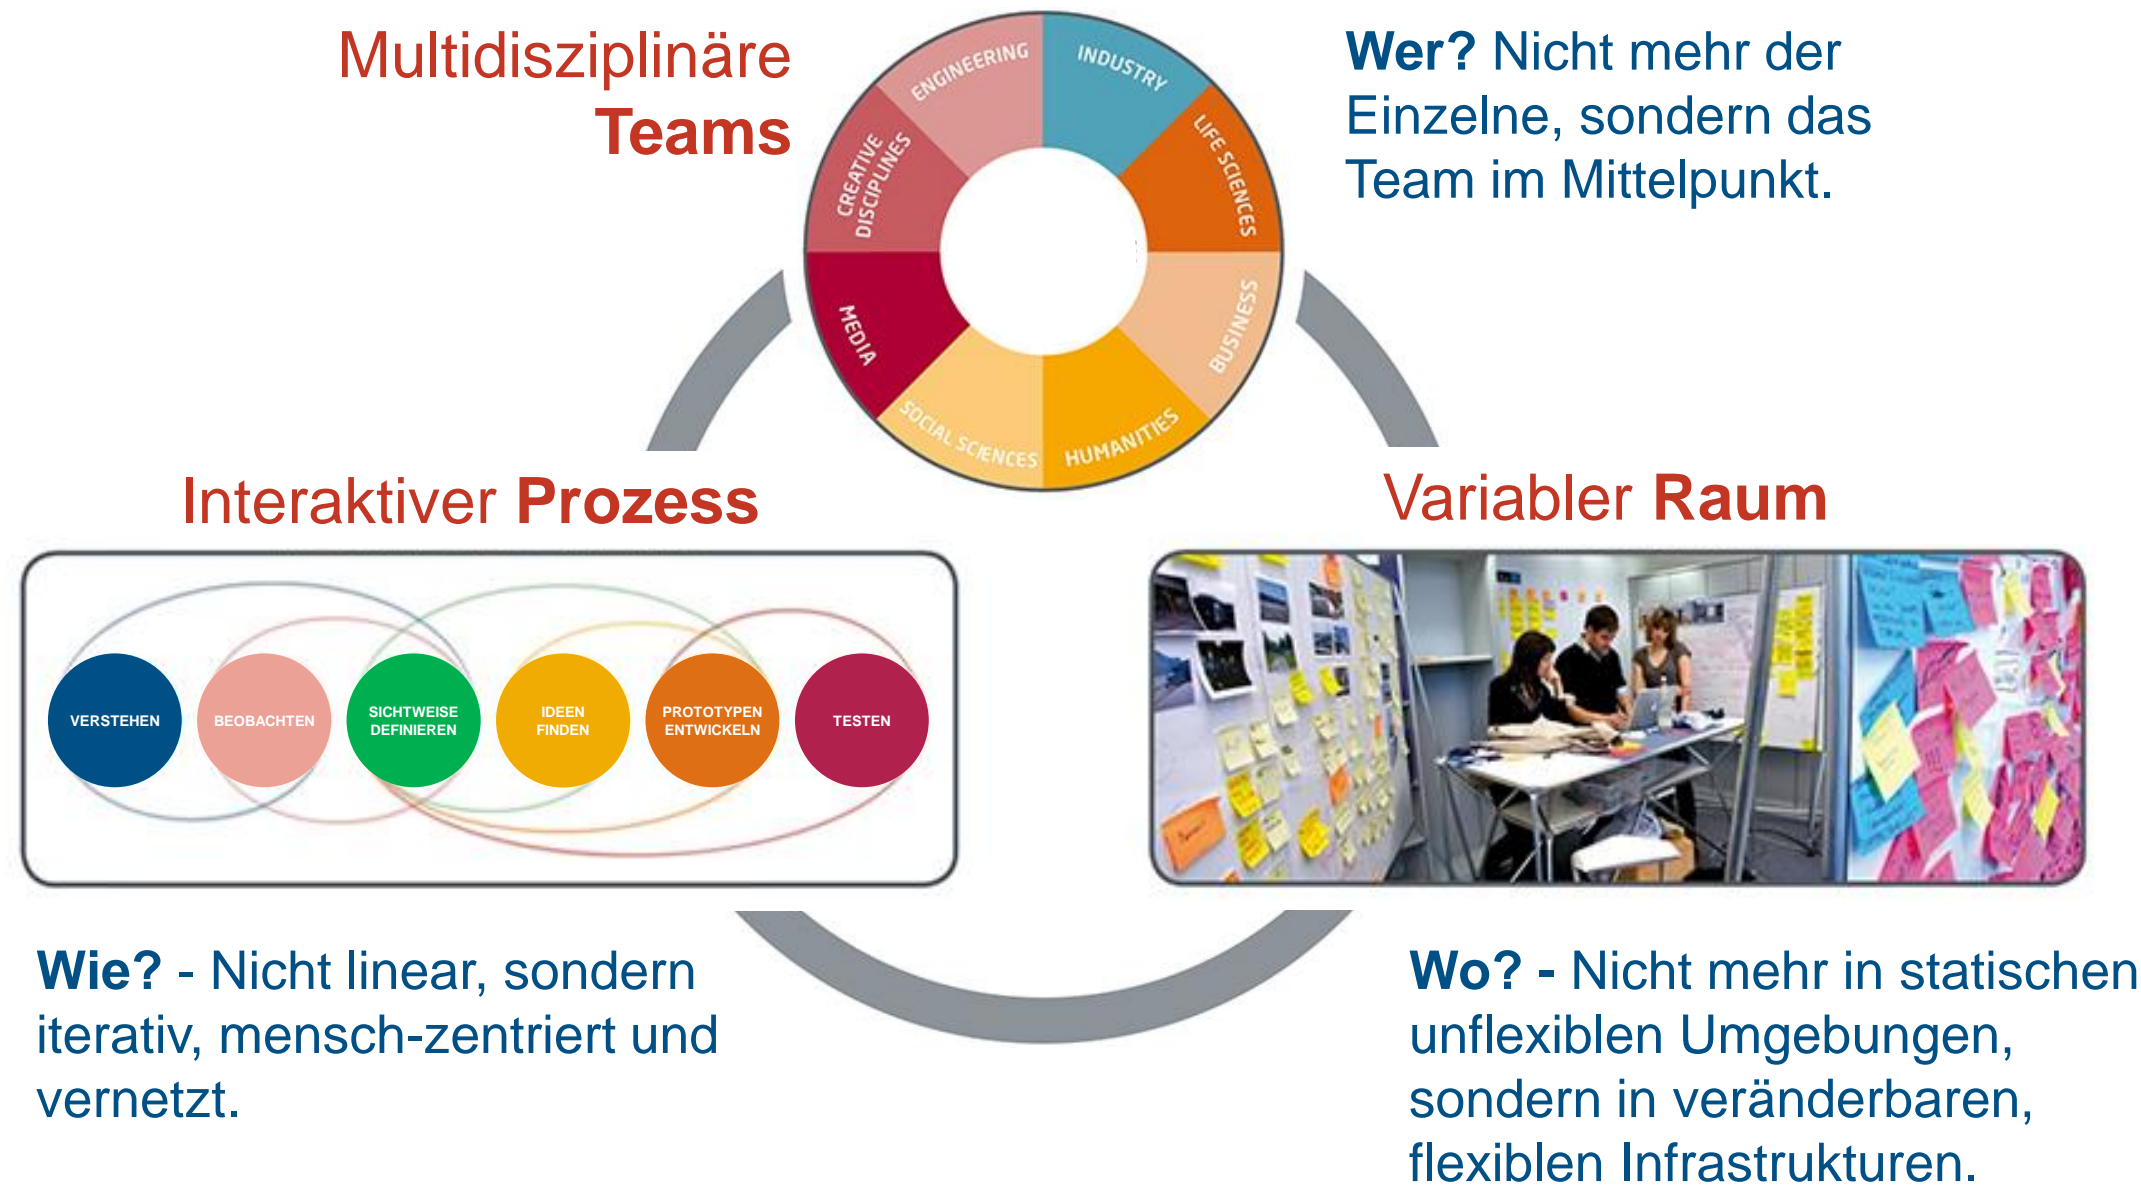 Multidisziplinäre
Teams
ENGINEERING
INDUSTRY
LIFE SCIENCES
BUSINESS
HUMANITIES
SOCIAL SCIENCES
MEDIA
CREATIVE
DISCIPLINES
Wer? Nicht mehr der
Einzelne, sondern das
Team im Mittelpunkt.
Interaktiver Prozess
VERSTEHEN
BEOBACHTEN
SICHTWEISE
DEFINIEREN
IDEEN
FINDEN
PROTOTYPEN
ENTWICKELN
TESTEN
Wie? - Nicht linear, sondern
iterativ, mensch-zentriert und
vernetzt.
Variabler Raum
Wo? - Nicht mehr in statischen
unflexiblen Umgebungen,
sondern in veränderbaren,
flexiblen Infrastrukturen.